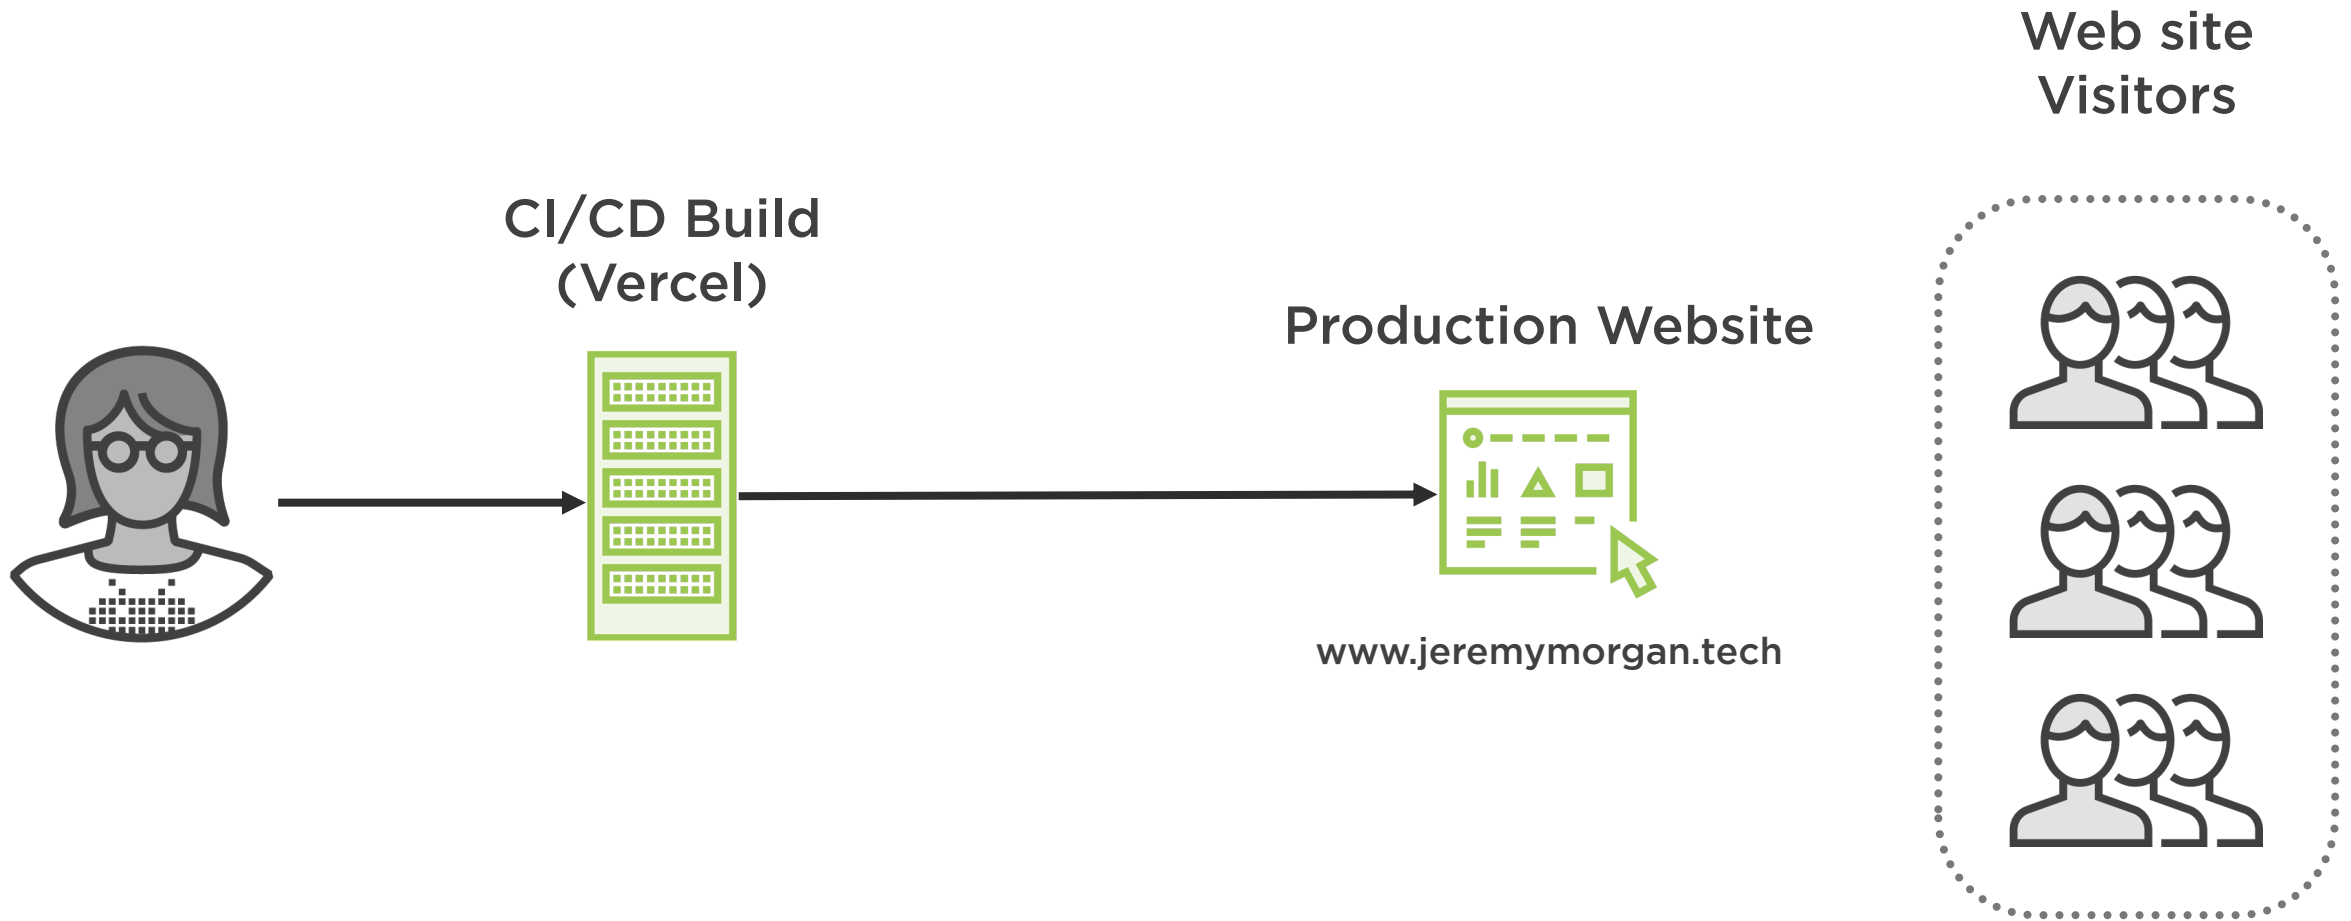 Web site
Visitors
CI/CD Build
(Vercel)
Production Website
www.jeremymorgan.tech